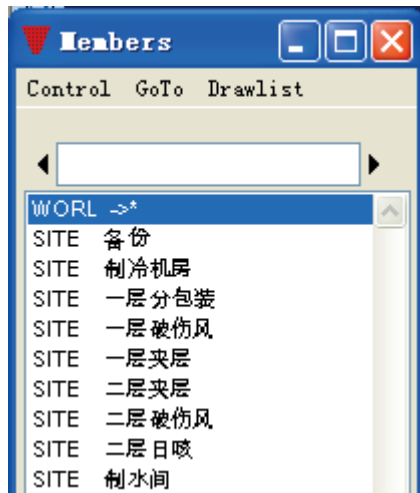 Members
Control GoTo Drawlist
WORL ->*
SITE 备份
SITE 制冷机房
SITE 一层分包装
SITE 一层破伤风
SITE 一层夹层
SITE 二层夹层
SITE 二层破伤风
SITE 二层日咳
SITE 制水间